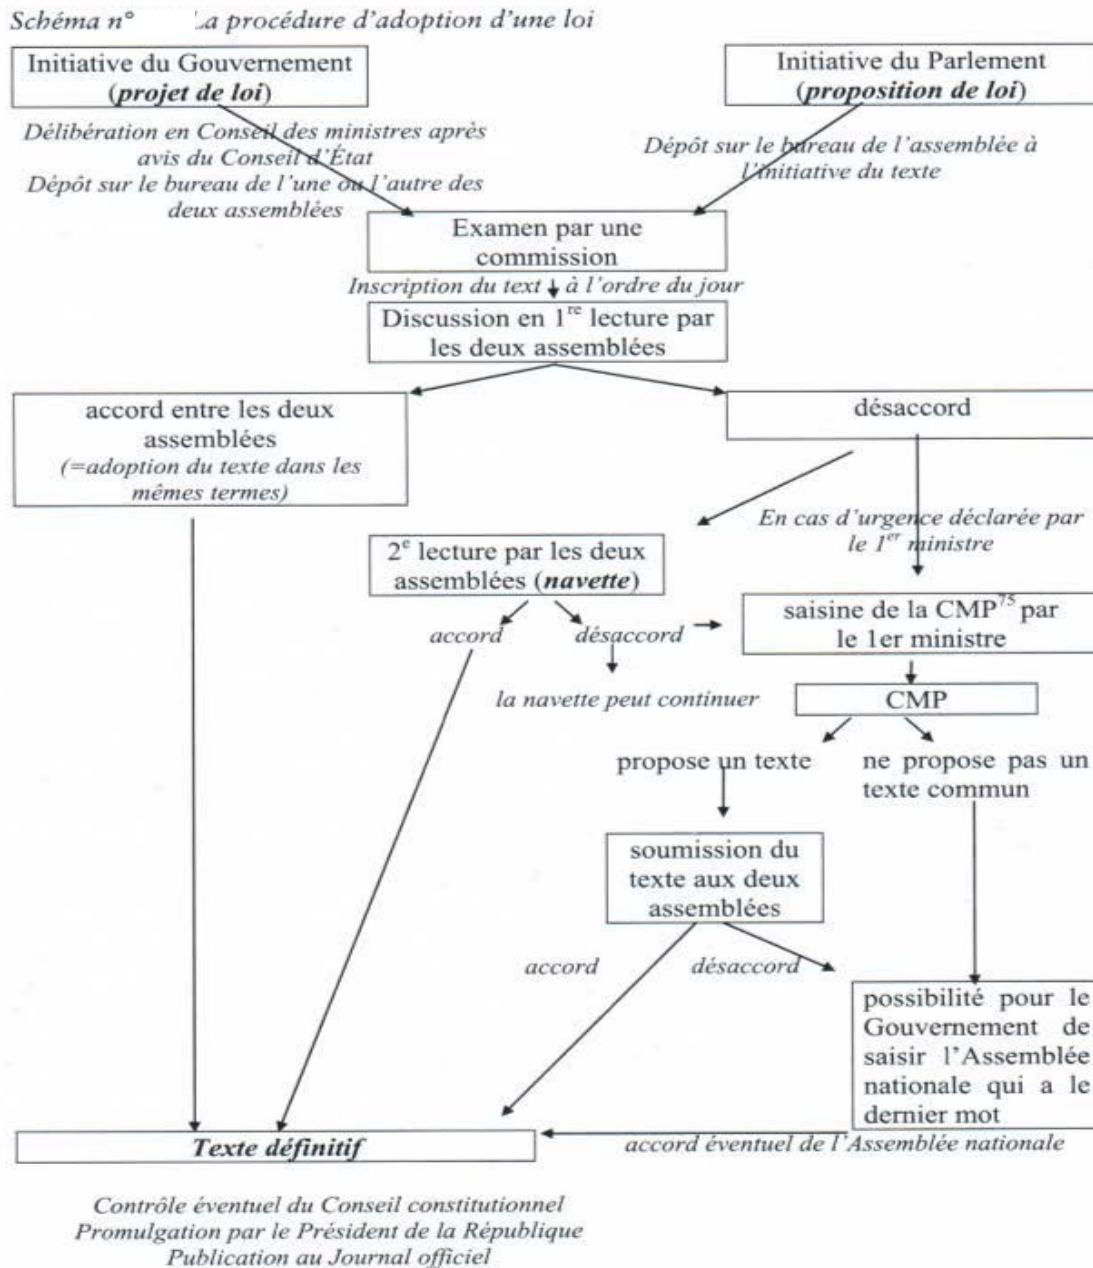 Schéma n° La procédure d'adoption d'une loi
Initiative du Gouvernement
(projet de loi)
Initiative du Parlement
(proposition de loi)
Délibération en Conseil des ministres après
avis du Conseil d'État
Dépôt sur le bureau de l'une ou l'autre des
deux assemblées
Dépôt sur le bureau de l'assemblée à
l'initiative du texte
Examen par une
commission
Inscription du text à l'ordre du jour
Discussion en 1re lecture par
les deux assemblées
accord entre les deux
assemblées
(=adoption du texte dans les
mêmes termes)
désaccord
En cas d'urgence déclarée par
le 1er ministre
2e lecture par les deux
assemblées (navette)
accord
désaccord
saisine de la CMP75 par
le 1er ministre
la navette peut continuer
CMP
propose un texte
ne propose pas un
texte commun
soumission du
texte aux deux
assemblées
accord
désaccord
possibilité pour le
Gouvernement de
saisir l'Assemblée
nationale qui a le
dernier mot
Texte définitif
accord éventuel de l'Assemblée nationale
Contrôle éventuel du Conseil constitutionnel
Promulgation par le Président de la République
Publication au Journal officiel